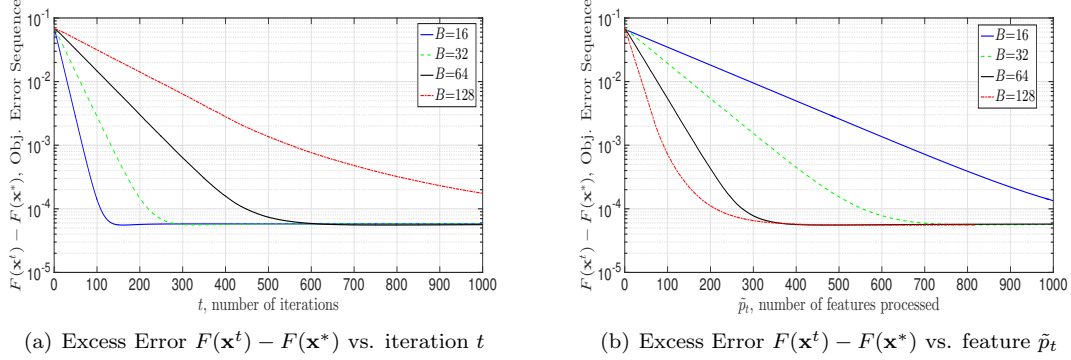 F(x^t) − F(x*), Obj. Error Sequence
10^-1
10^-2
10^-3
10^-4
10^-5
0 100 200 300 400 500 600 700 800 900 1000
t, number of iterations
B=16
B=32
B=64
B=128
(a) Excess Error F(x^t) − F(x*) vs. iteration t
F(x^t) − F(x*), Obj. Error Sequence
10^-1
10^-2
10^-3
10^-4
10^-5
0 100 200 300 400 500 600 700 800 900 1000
p̃_t, number of features processed
B=16
B=32
B=64
B=128
(b) Excess Error F(x^t) − F(x*) vs. feature p̃_t